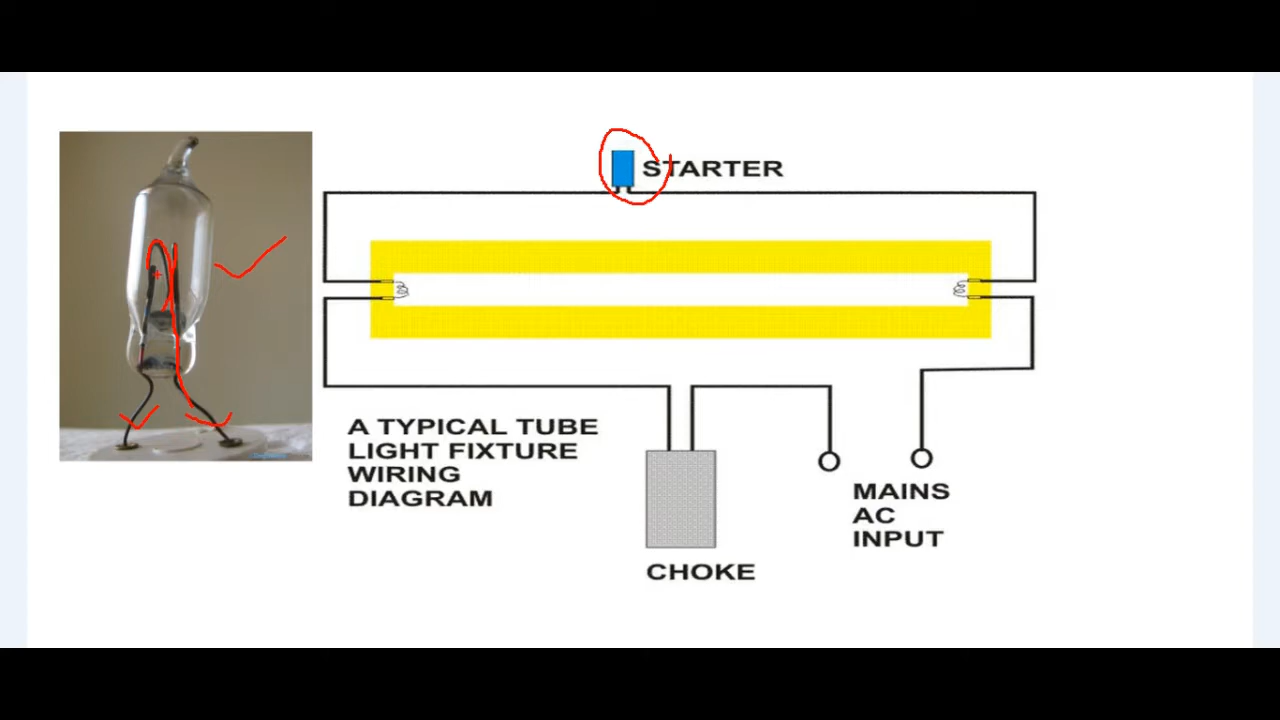 STARTER
A TYPICAL TUBE
LIGHT FIXTURE
WIRING
DIAGRAM
MAINS
AC
INPUT
CHOKE